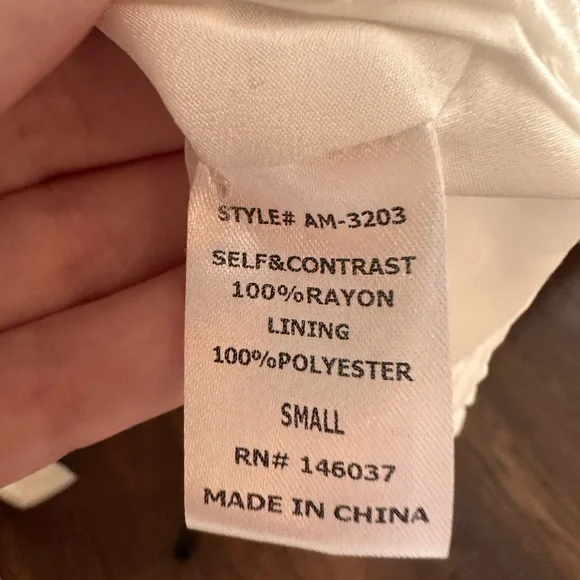 STYLE# AM-3203
SELF&CONTRAST
100%RAYON
LINING
100%POLYESTER
SMALL
RN# 146037
MADE IN CHINA